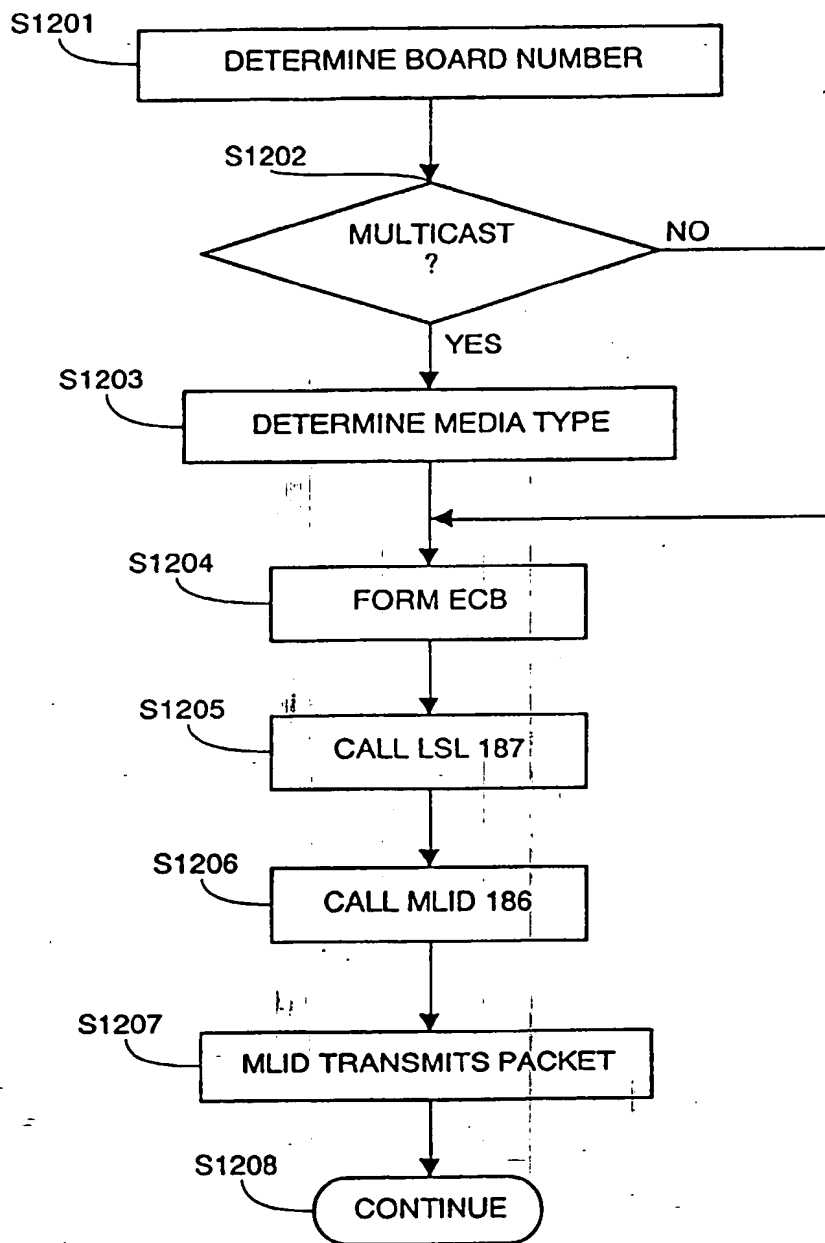 S1201
DETERMINE BOARD NUMBER
S1202
MULTICAST
?
NO
YES
S1203
DETERMINE MEDIA TYPE
S1204
FORM ECB
S1205
CALL LSL 187
S1206
CALL MLID 186
S1207
MLID TRANSMITS PACKET
S1208
CONTINUE